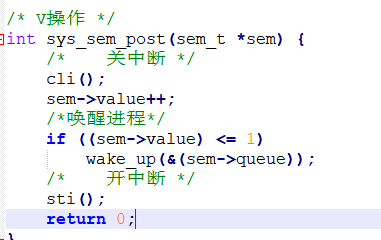 /* V操作 */
int sys_sem_post(sem_t *sem) {
    /*    关中断 */
    cli();
    sem->value++;
    /*唤醒进程*/
    if ((sem->value) <= 1)
        wake_up(&(sem->queue));
    /*    开中断 */
    sti();
    return 0;
}